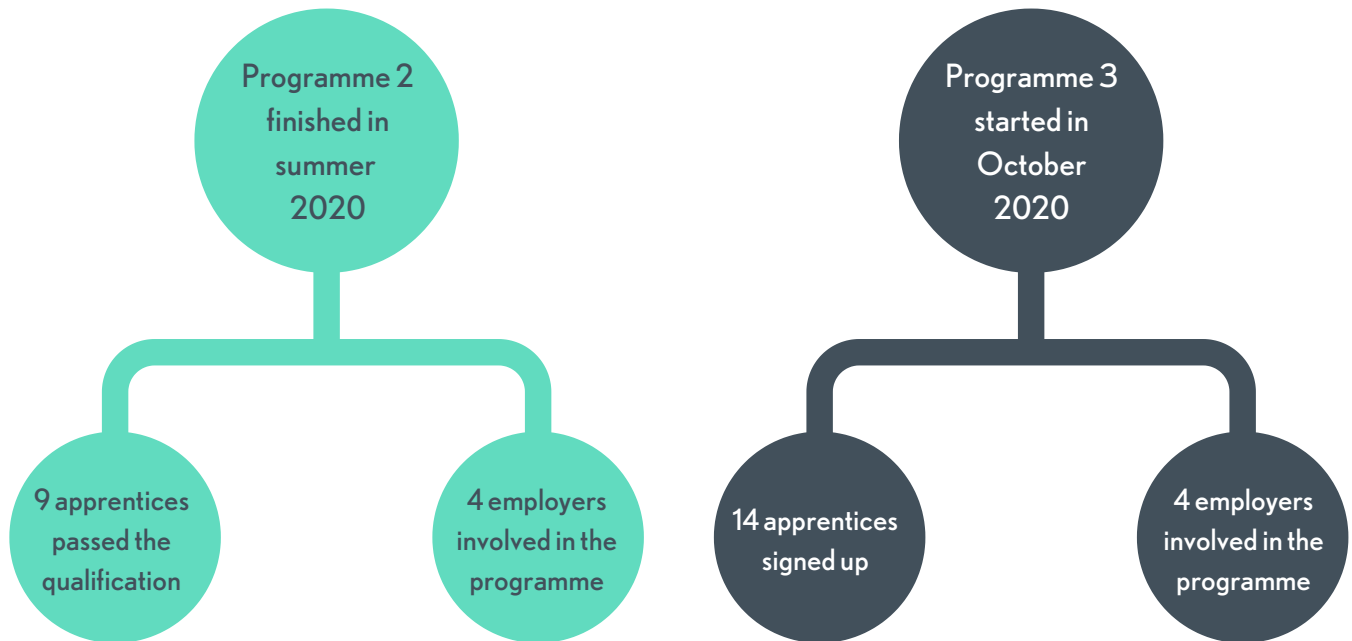 Programme 2
finished in
summer
2020
9 apprentices
passed the
qualification
4 employers
involved in the
programme
Programme 3
started in
October
2020
14 apprentices
signed up
4 employers
involved in the
programme